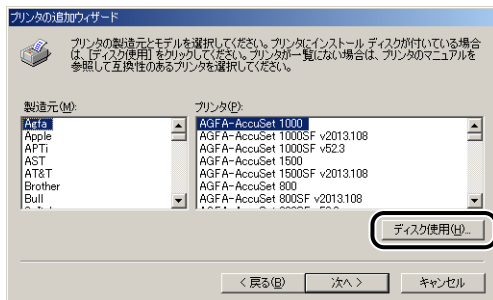 プリンタの追加ウィザード
プリンタの製造元とモデルを選択してください。プリンタにインストール ディスクが付いている場合
は、[ディスク使用] をクリックしてください。プリンタが一覧にない場合は、プリンタのマニュアルを
参照して互換性のあるプリンタを選択してください。
製造元(M):
Agfa
Apple
APTi
AST
AT&T
Brother
Bull
プリンタ(P):
AGFA-AccuSet 1000
AGFA-AccuSet 1000SF v2013.108
AGFA-AccuSet 1000SF v52.3
AGFA-AccuSet 1500
AGFA-AccuSet 1500SF v2013.108
AGFA-AccuSet 800
AGFA-AccuSet 800SF v2013.108
ディスク使用(H)...
< 戻る(B)
次へ >
キャンセル